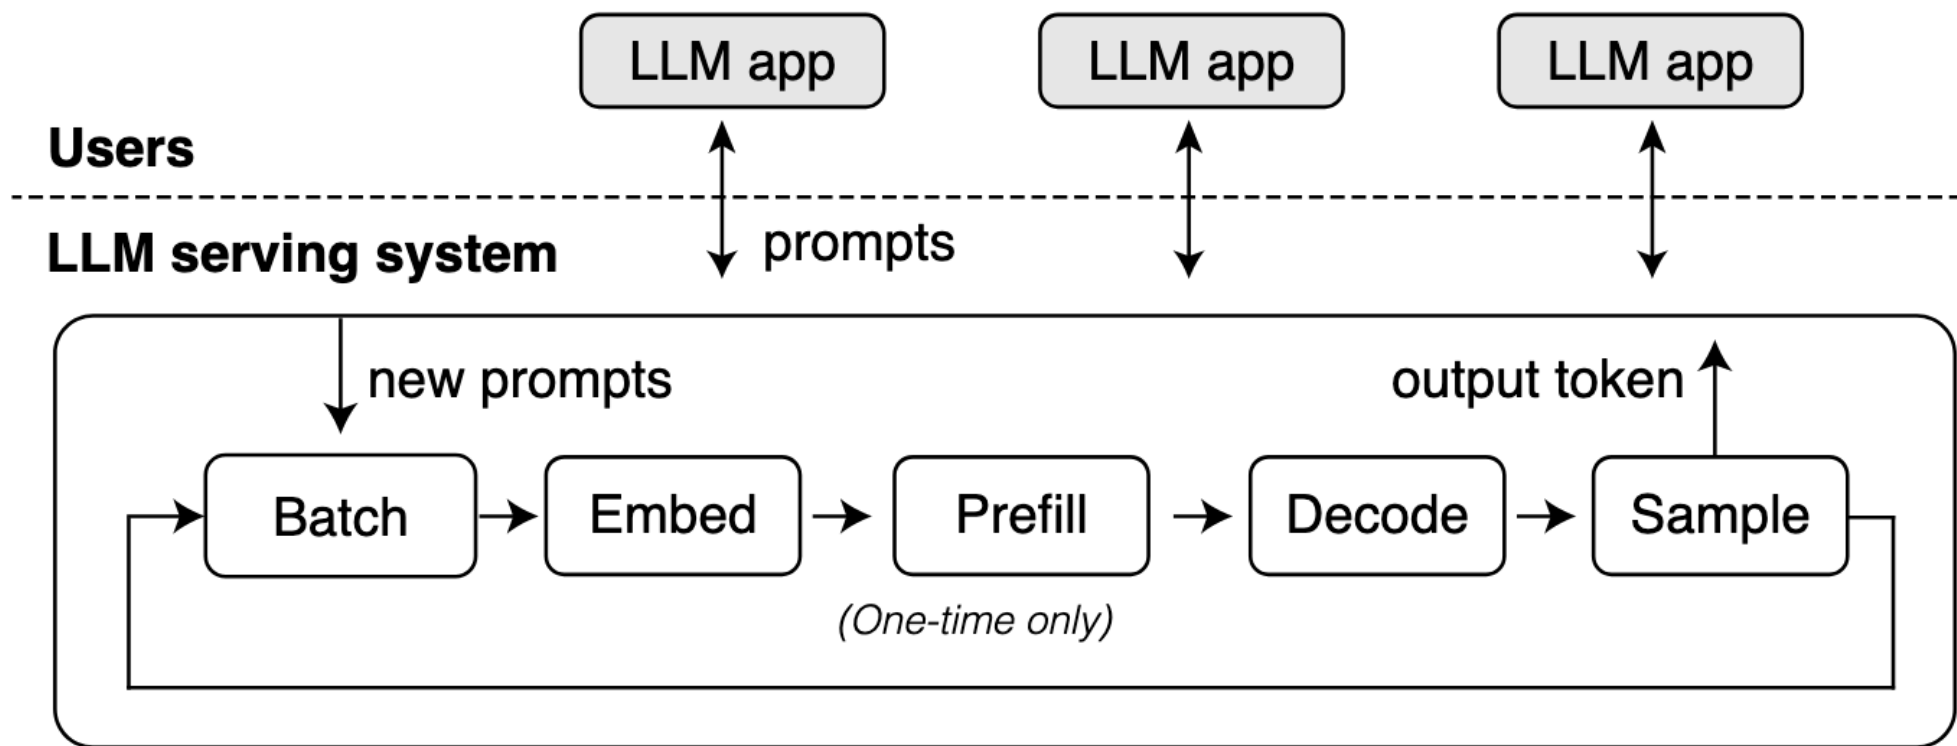 LLM app
LLM app
LLM app
Users
LLM serving system
prompts
new prompts
output token
Batch
Embed
Prefill
Decode
Sample
(One-time only)